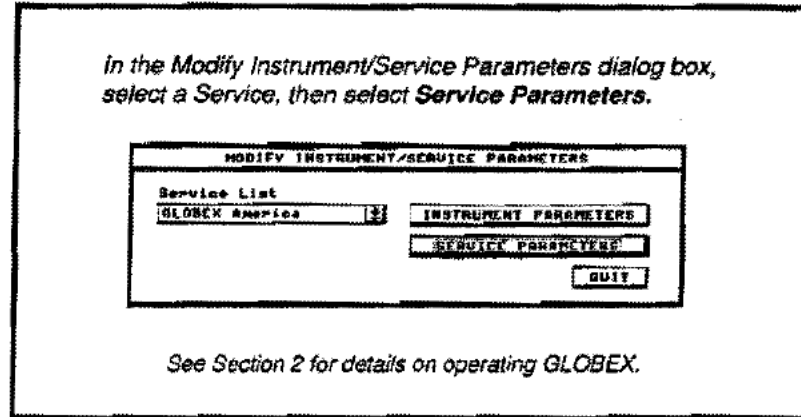 In the Modify Instrument/Service Parameters dialog box,
select a Service, then select Service Parameters.
MODIFY INSTRUMENT/SERVICE PARAMETERS
Service List
GLOBEX America
INSTRUMENT PARAMETERS
SERVICE PARAMETERS
QUIT
See Section 2 for details on operating GLOBEX.